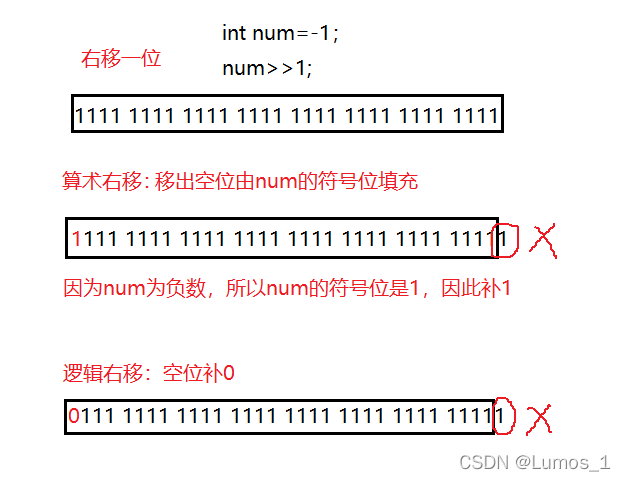 int num=-1;
右移一位
num>>1;
1111 1111 1111 1111 1111 1111 1111 1111
算术右移: 移出空位由num的符号位填充
1111 1111 1111 1111 1111 1111 1111 11111
因为num为负数，所以num的符号位是1，因此补1
逻辑右移：空位补0
0111 1111 1111 1111 1111 1111 1111 11111
CSDN @Lumos_1